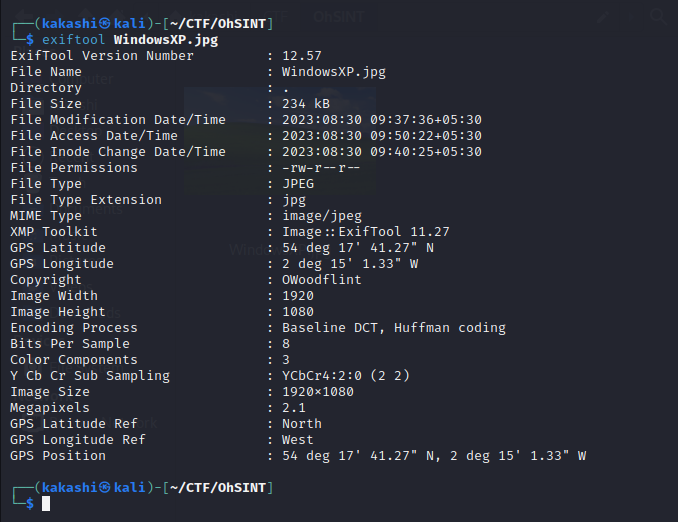 ┌──(kakashi㉿kali)-[~/CTF/OhSINT]
└─$ exiftool WindowsXP.jpg
ExifTool Version Number         : 12.57
File Name                       : WindowsXP.jpg
Directory                       : .
File Size                       : 234 kB
File Modification Date/Time     : 2023:08:30 09:37:36+05:30
File Access Date/Time           : 2023:08:30 09:50:22+05:30
File Inode Change Date/Time     : 2023:08:30 09:40:25+05:30
File Permissions                : -rw-r--r--
File Type                       : JPEG
File Type Extension             : jpg
MIME Type                       : image/jpeg
XMP Toolkit                     : Image::ExifTool 11.27
GPS Latitude                    : 54 deg 17' 41.27" N
GPS Longitude                   : 2 deg 15' 1.33" W
Copyright                       : OWoodflint
Image Width                     : 1920
Image Height                    : 1080
Encoding Process                : Baseline DCT, Huffman coding
Bits Per Sample                 : 8
Color Components                : 3
Y Cb Cr Sub Sampling            : YCbCr4:2:0 (2 2)
Image Size                      : 1920×1080
Megapixels                      : 2.1
GPS Latitude Ref                : North
GPS Longitude Ref               : West
GPS Position                    : 54 deg 17' 41.27" N, 2 deg 15' 1.33" W
┌──(kakashi㉿kali)-[~/CTF/OhSINT]
└─$